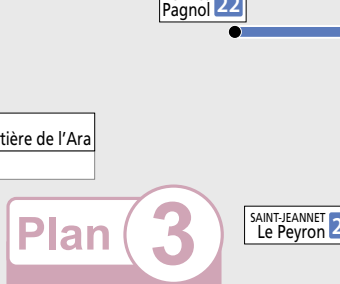 Pagnol 22
tière de l'Ara
Plan 3
SAINT-JEANNET
Le Peyron 2